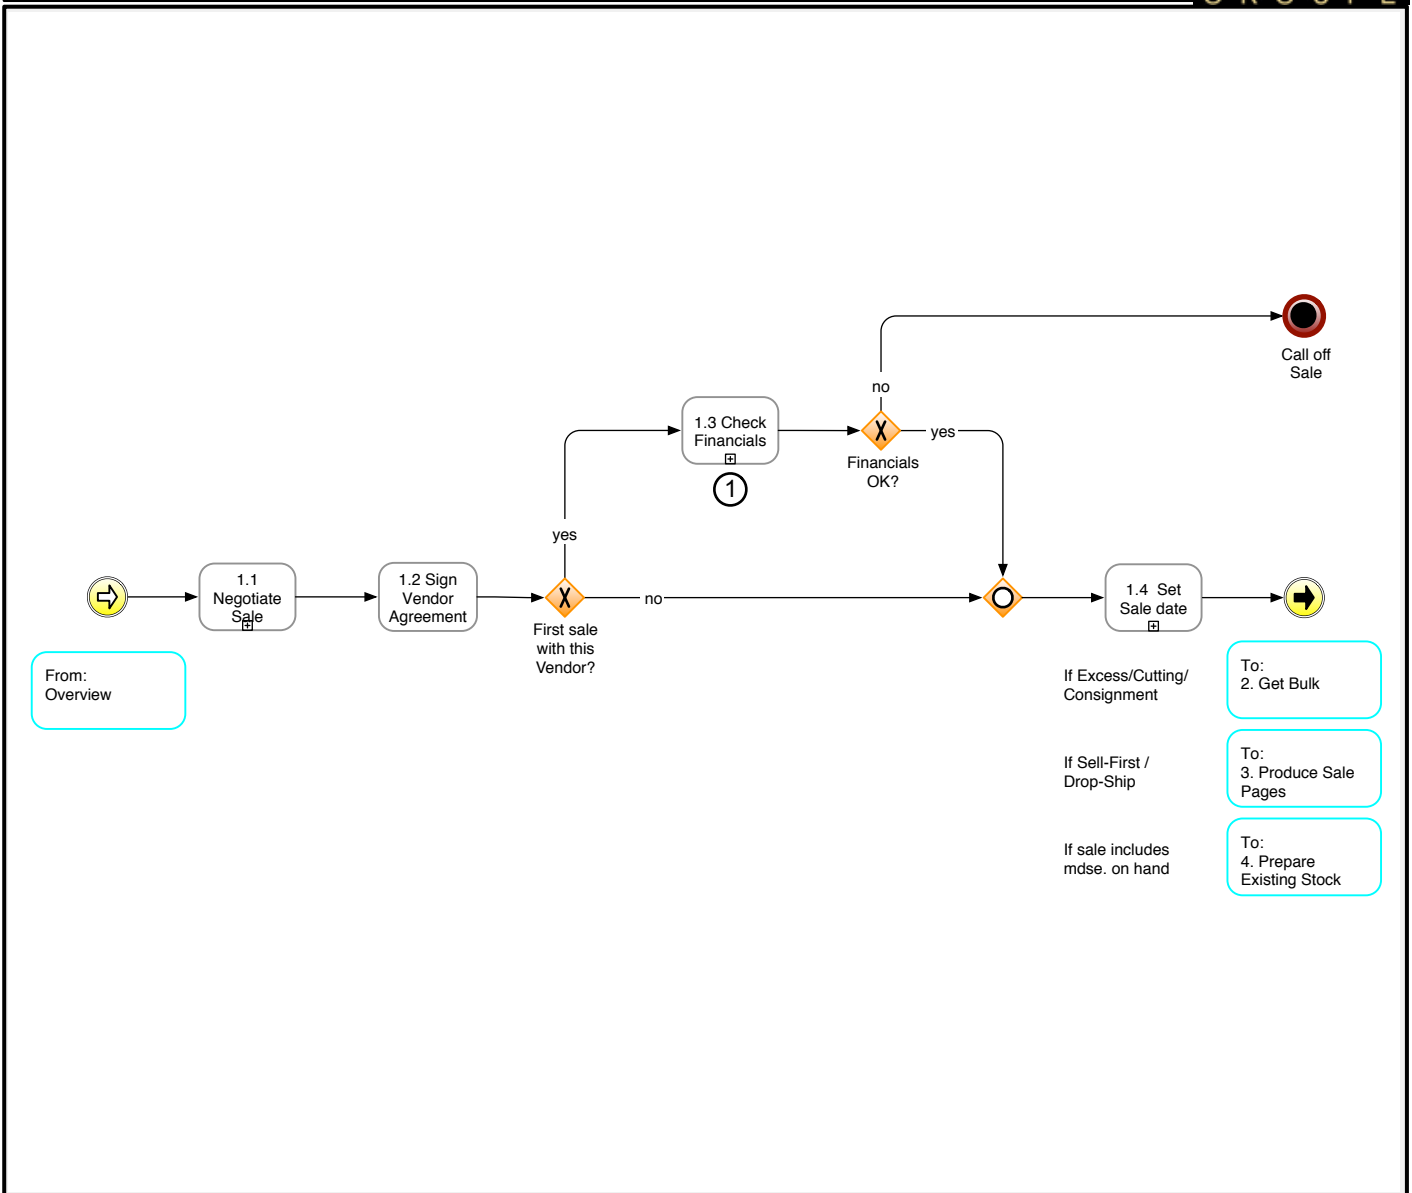 no
Call off
Sale
1.3 Check
Financials
yes
Financials
OK?
1
yes
1.1
Negotiate
Sale
1.2 Sign
Vendor
Agreement
no
First sale
with this
Vendor?
1.4 Set
Sale date
From:
Overview
If Excess/Cutting/
Consignment
To:
2. Get Bulk
If Sell-First /
Drop-Ship
To:
3. Produce Sale
Pages
If sale includes
mdse. on hand
To:
4. Prepare
Existing Stock